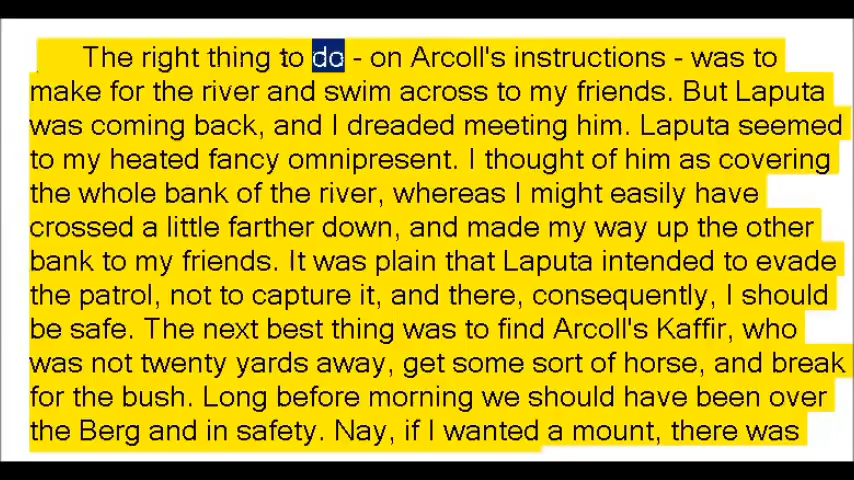 The right thing to do - on Arcoll's instructions - was to
make for the river and swim across to my friends. But Laputa
was coming back, and I dreaded meeting him. Laputa seemed
to my heated fancy omnipresent. I thought of him as covering
the whole bank of the river, whereas I might easily have
crossed a little farther down, and made my way up the other
bank to my friends. It was plain that Laputa intended to evade
the patrol, not to capture it, and there, consequently, I should
be safe. The next best thing was to find Arcoll's Kaffir, who
was not twenty yards away, get some sort of horse, and break
for the bush. Long before morning we should have been over
the Berg and in safety. Nay, if I wanted a mount, there was